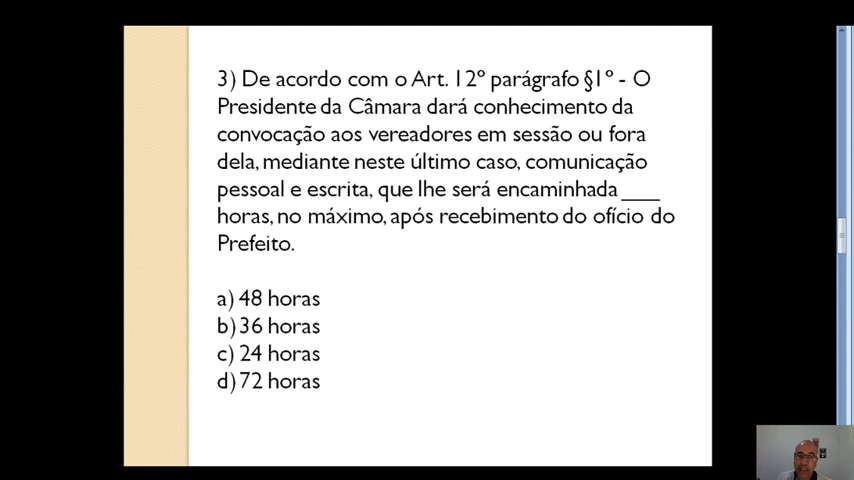 3) De acordo com o Art. 12º parágrafo §1º - O
Presidente da Câmara dará conhecimento da
convocação aos vereadores em sessão ou fora
dela, mediante neste último caso, comunicação
pessoal e escrita, que lhe será encaminhada ___
horas, no máximo, após recebimento do ofício do
Prefeito.
a) 48 horas
b) 36 horas
c) 24 horas
d) 72 horas